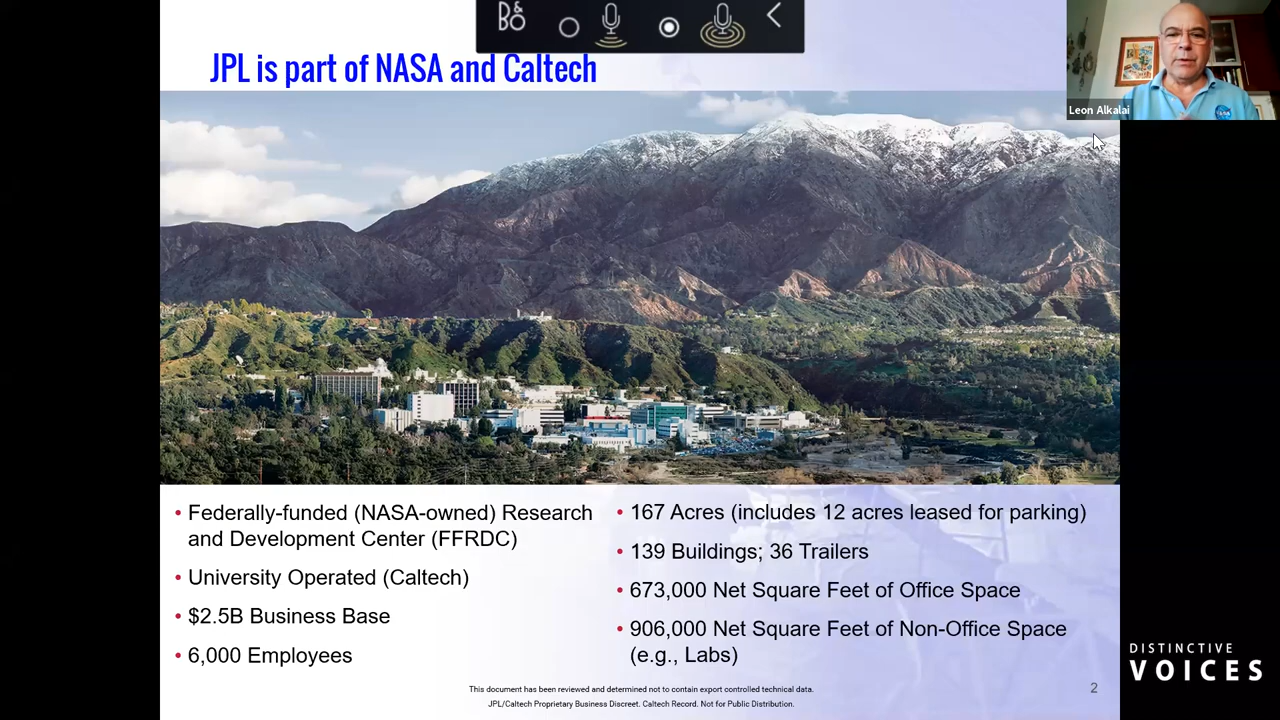 B&O
JPL is part of NASA and Caltech
Leon Alkalai
NASA
• Federally-funded (NASA-owned) Research
and Development Center (FFRDC)
• University Operated (Caltech)
• $2.5B Business Base
• 6,000 Employees
• 167 Acres (includes 12 acres leased for parking)
• 139 Buildings; 36 Trailers
• 673,000 Net Square Feet of Office Space
• 906,000 Net Square Feet of Non-Office Space
(e.g., Labs)
This document has been reviewed and determined not to contain export controlled technical data.
JPL/Caltech Proprietary Business Discreet. Caltech Record. Not for Public Distribution.
2
DISTINCTIVE
VOICES